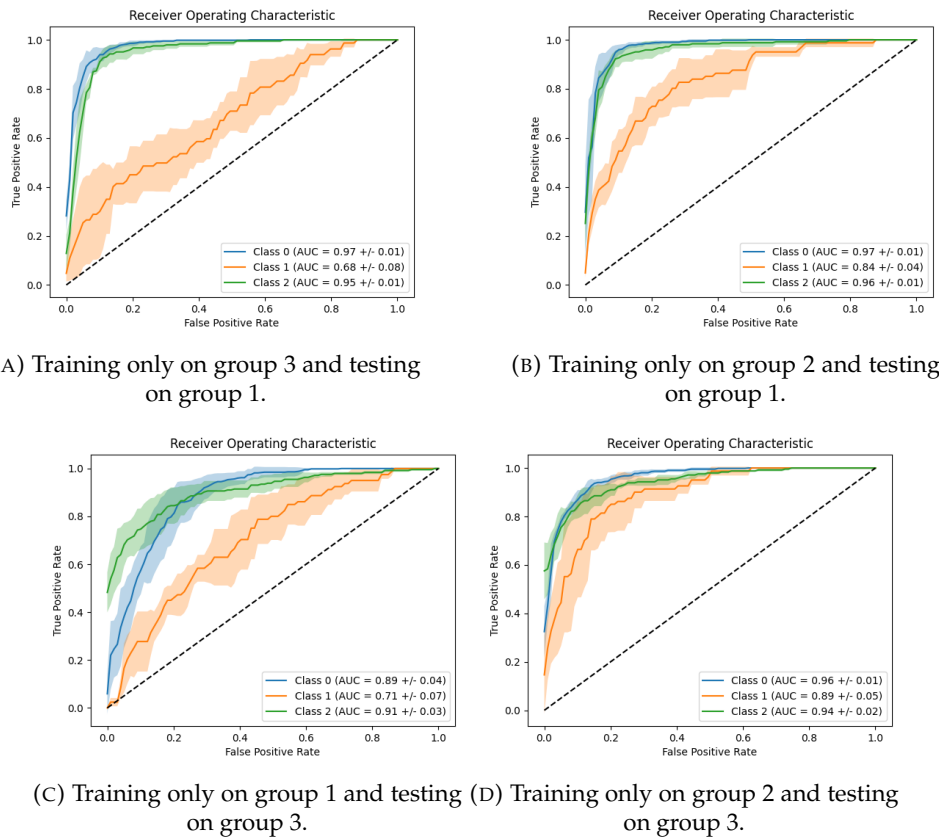 Receiver Operating Characteristic
True Positive Rate
1.0
0.8
0.6
0.4
0.2
0.0
Class 0 (AUC = 0.97 +/- 0.01)
Class 1 (AUC = 0.68 +/- 0.08)
Class 2 (AUC = 0.95 +/- 0.01)
0.0 0.2 0.4 0.6 0.8 1.0
False Positive Rate
A) Training only on group 3 and testing
on group 1.
Receiver Operating Characteristic
True Positive Rate
1.0
0.8
0.6
0.4
0.2
0.0
Class 0 (AUC = 0.97 +/- 0.01)
Class 1 (AUC = 0.84 +/- 0.04)
Class 2 (AUC = 0.96 +/- 0.01)
0.0 0.2 0.4 0.6 0.8 1.0
False Positive Rate
(B) Training only on group 2 and testing
on group 1.
Receiver Operating Characteristic
True Positive Rate
1.0
0.8
0.6
0.4
0.2
0.0
Class 0 (AUC = 0.89 +/- 0.04)
Class 1 (AUC = 0.71 +/- 0.07)
Class 2 (AUC = 0.91 +/- 0.03)
0.0 0.2 0.4 0.6 0.8 1.0
False Positive Rate
(C) Training only on group 1 and testing
on group 3.
Receiver Operating Characteristic
True Positive Rate
1.0
0.8
0.6
0.4
0.2
0.0
Class 0 (AUC = 0.96 +/- 0.01)
Class 1 (AUC = 0.89 +/- 0.05)
Class 2 (AUC = 0.94 +/- 0.02)
0.0 0.2 0.4 0.6 0.8 1.0
False Positive Rate
(D) Training only on group 2 and testing
on group 3.